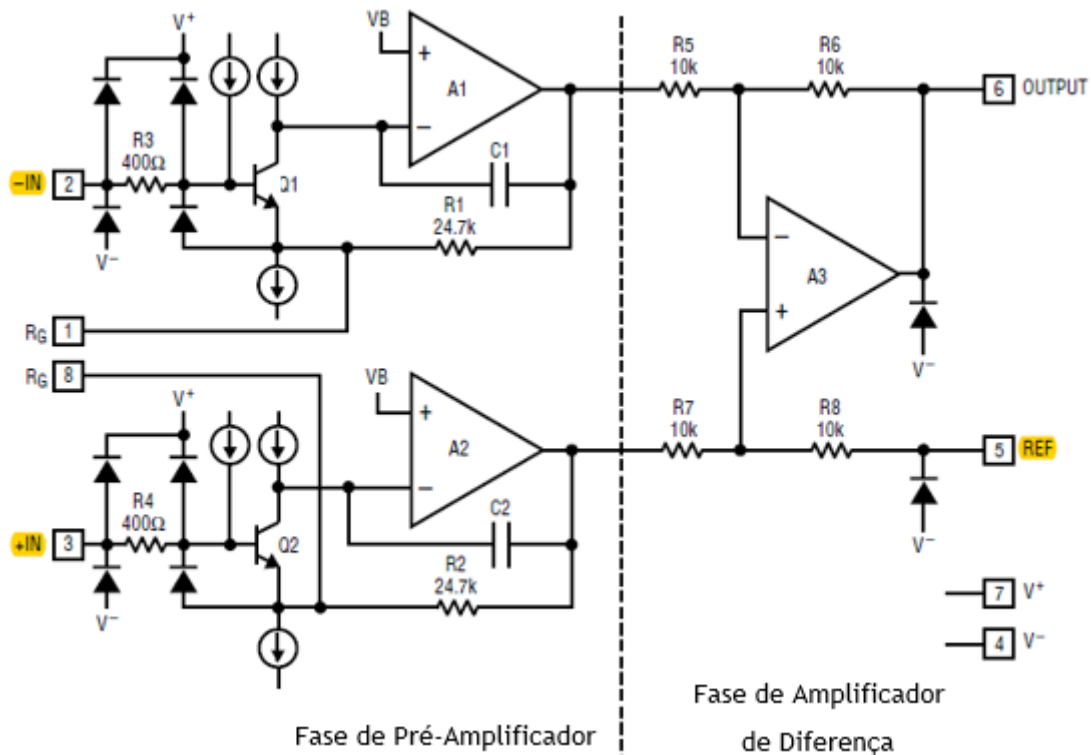 V+
VB
R5
10k
R6
10k
6 OUTPUT
+
A1
−
R3
400Ω
C1
−IN 2
Q1
R1
24.7k
V−
−
A3
+
RG 1
V−
RG 8
V+
VB
R7
10k
R8
10k
+
A2
−
5 REF
R4
400Ω
C2
+IN 3
Q2
R2
24.7k
V−
V−
7 V+
4 V−
Fase de Pré-Amplificador
Fase de Amplificador
de Diferença